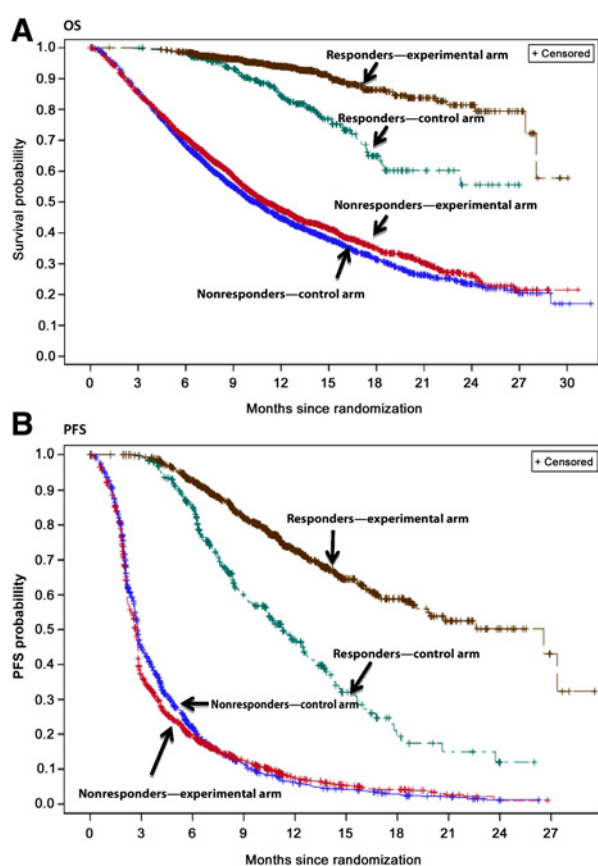 A
OS
+ Censored
Responders—experimental arm
Responders—control arm
Nonresponders—experimental arm
Nonresponders—control arm
Survival probabillity
1.0
0.9
0.8
0.7
0.6
0.5
0.4
0.3
0.2
0.1
0.0
0 3 6 9 12 15 18 21 24 27 30
Months since randomization
B
PFS
+ Censored
Responders—experimental arm
Responders—control arm
Nonresponders—control arm
Nonresponders—experimental arm
PFS probabillity
1.0
0.9
0.8
0.7
0.6
0.5
0.4
0.3
0.2
0.1
0.0
0 3 6 9 12 15 18 21 24 27
Months since randomization